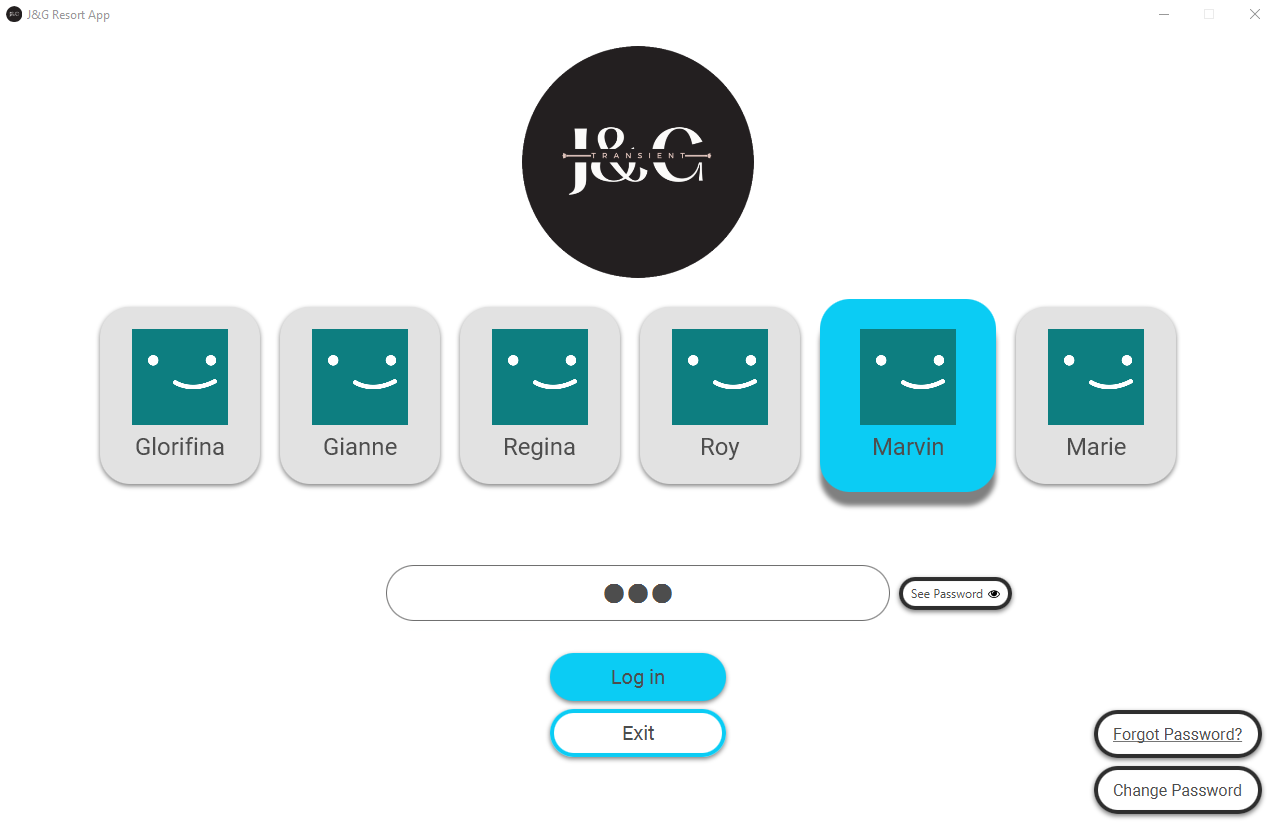 J&G Resort App
J&G
TRANSIENT
Glorifina
Gianne
Regina
Roy
Marvin
Marie
See Password
Log in
Exit
Forgot Password?
Change Password